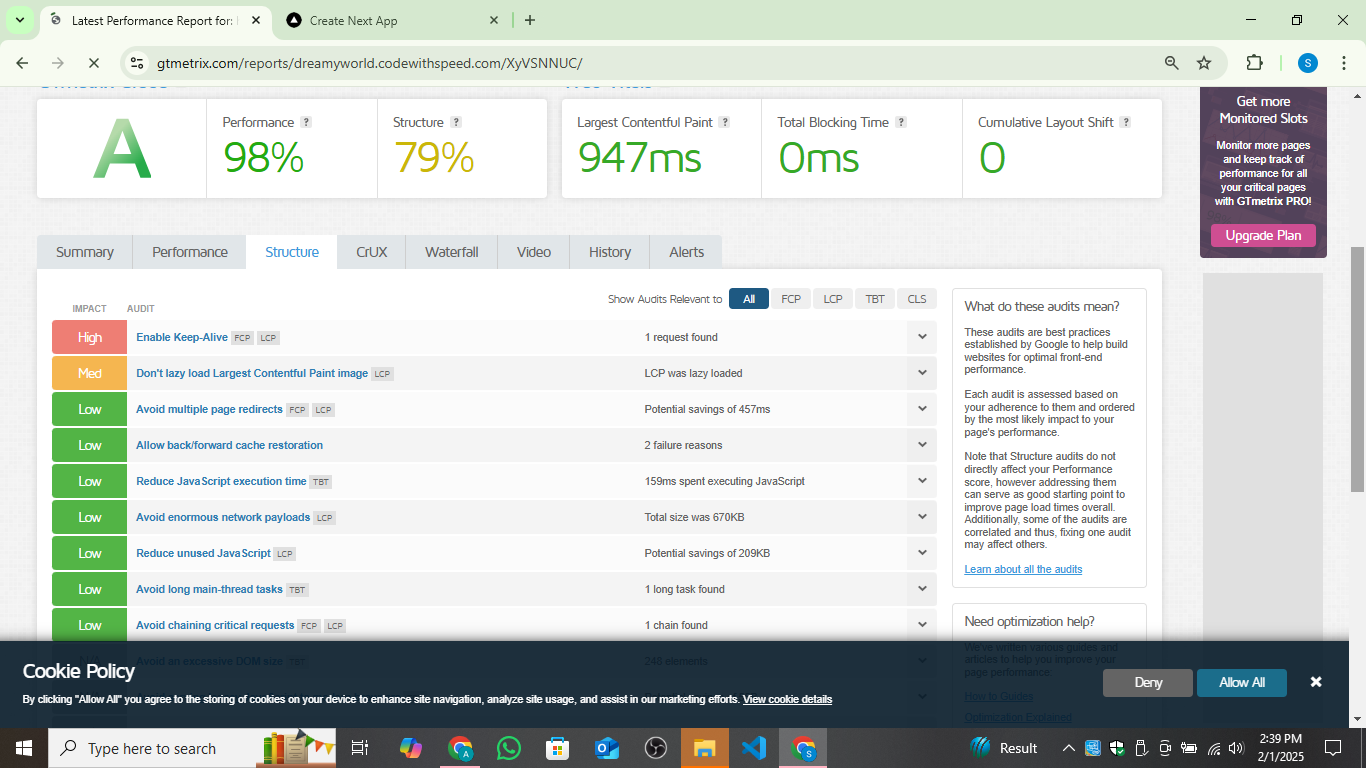 Latest Performance Report for:
Create Next App
gtmetrix.com/reports/dreamyworld.codewithspeed.com/XyVSNNUC/
S
A
Performance ?
98%
Structure ?
79%
Largest Contentful Paint ?
947ms
Total Blocking Time ?
0ms
Cumulative Layout Shift ?
0
Get more
Monitored Slots
Monitor more pages
and keep track of
performance for all
your critical pages
with GTmetrix PRO!
Upgrade Plan
Summary
Performance
Structure
CrUX
Waterfall
Video
History
Alerts
Show Audits Relevant to
All
FCP
LCP
TBT
CLS
IMPACT
AUDIT
High
Enable Keep-Alive FCP LCP
1 request found
Med
Don't lazy load Largest Contentful Paint image LCP
LCP was lazy loaded
Low
Avoid multiple page redirects FCP LCP
Potential savings of 457ms
Low
Allow back/forward cache restoration
2 failure reasons
Low
Reduce JavaScript execution time TBT
159ms spent executing JavaScript
Low
Avoid enormous network payloads LCP
Total size was 670KB
Low
Reduce unused JavaScript LCP
Potential savings of 209KB
Low
Avoid long main-thread tasks TBT
1 long task found
Low
Avoid chaining critical requests FCP LCP
1 chain found
Avoid an excessive DOM size TBT
248 elements
What do these audits mean?
These audits are best practices
established by Google to help build
websites for optimal front-end
performance.
Each audit is assessed based on
your adherence to them and ordered
by the most likely impact to your
page's performance.
Note that Structure audits do not
directly affect your Performance
score, however addressing them
can serve as good starting point to
improve page load times overall.
Additionally, some of the audits are
correlated and thus, fixing one audit
may affect others.
Learn about all the audits
Need optimization help?
We've written various guides and
articles to help you improve your
page performance:
How to Guides
Optimization Explained
Cookie Policy
By clicking "Allow All" you agree to the storing of cookies on your device to enhance site navigation, analyze site usage, and assist in our marketing efforts. View cookie details
Deny
Allow All
Type here to search
A
S
Result
2:39 PM
2/1/2025